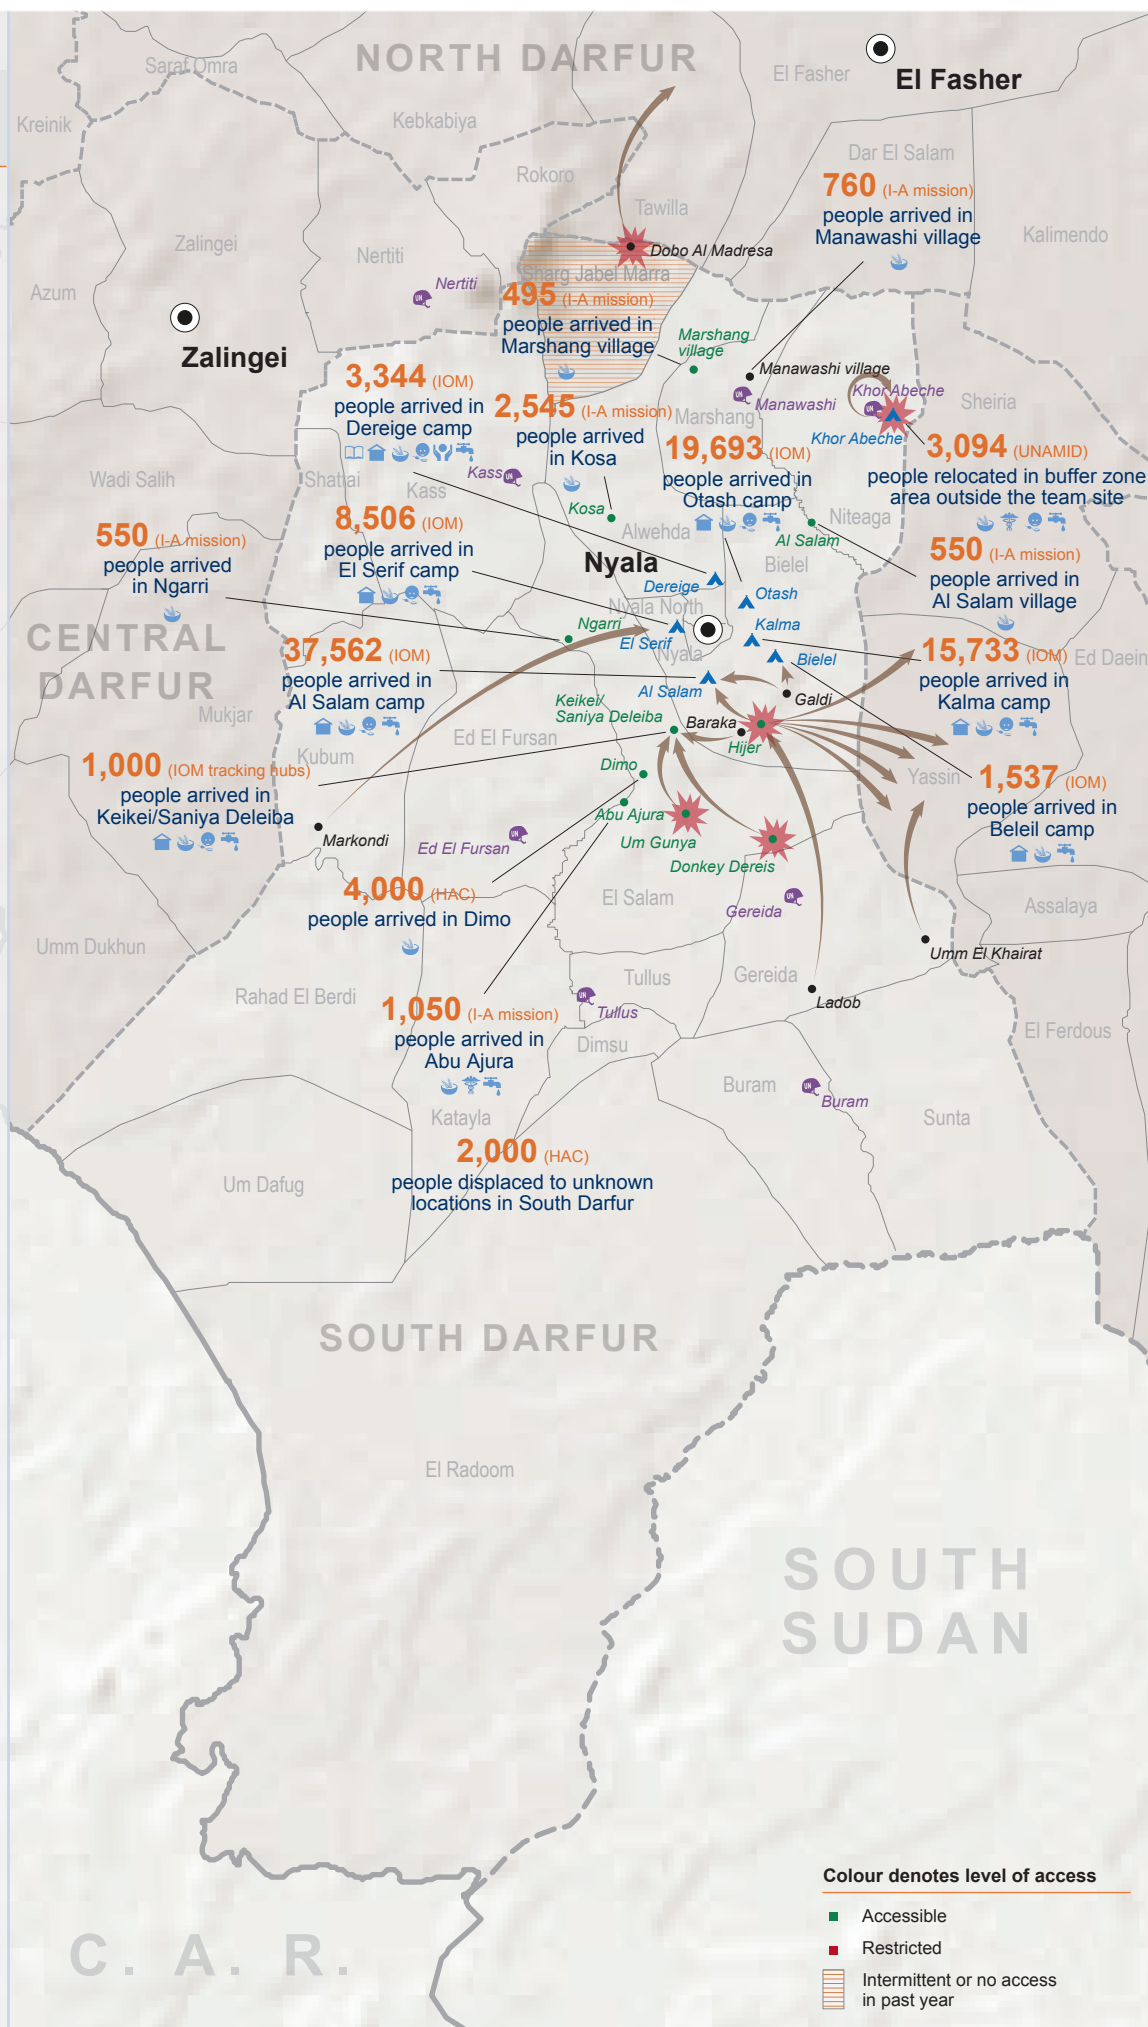 NORTH DARFUR
El Fasher
El Fasher
Saraf Omra
Kreinik
Kebkabiya
Dar El Salam
Rokoro
760 (I-A mission)
people arrived in
Manawashi village
Tawilla
Kalimendo
Zalingei
Nertiti
Dobo Al Madresa
Sharg Jabel Marra
Azum
Nertiti
495 (I-A mission)
people arrived in
Marshang village
Marshang
village
Zalingei
Manawashi village
3,344 (IOM)
people arrived in
Dereige camp
2,545 (I-A mission)
people arrived
in Kosa
Manawashi
Khor Abeche
Sheiria
Marshang
Khor Abeche
19,693 (IOM)
people arrived in
Otash camp
3,094 (UNAMID)
people relocated in buffer zone
area outside the team site
Wadi Salih
Shattai
Kass
Kass
Kosa
Alwehda
Al Salam
Niteaga
8,506 (IOM)
people arrived in
El Serif camp
550 (I-A mission)
people arrived
in Ngarri
Nyala
Bielel
550 (I-A mission)
people arrived in
Al Salam village
Dereige
Otash
Nyala North
Kalma
Ngarri
El Serif
Nyala
Bielel
CENTRAL
DARFUR
37,562 (IOM)
people arrived in
Al Salam camp
15,733 (IOM)
people arrived in
Kalma camp
Ed Daein
Al Salam
Galdi
Keikei/
Saniya Deleiba
Baraka
Hijer
Mukjar
Ed El Fursan
Kubum
1,000 (IOM tracking hubs)
people arrived in
Keikei/Saniya Deleiba
Dimo
Yassin
1,537 (IOM)
people arrived in
Beleil camp
Abu Ajura
Um Gunya
Markondi
Ed El Fursan
Donkey Dereis
4,000 (HAC)
people arrived in Dimo
El Salam
Gereida
Assalaya
Umm Dukhun
Umm El Khairat
Rahad El Berdi
Tullus
Gereida
Ladob
1,050 (I-A mission)
people arrived in
Abu Ajura
Tullus
Dimsu
El Ferdous
Buram
Buram
Katayla
Sunta
2,000 (HAC)
people displaced to unknown
locations in South Darfur
Um Dafug
SOUTH DARFUR
El Radoom
SOUTH
SUDAN
C. A. R.
Colour denotes level of access
Accessible
Restricted
Intermittent or no access
in past year
UN
UN
UN
UN
UN
UN
UN
UN